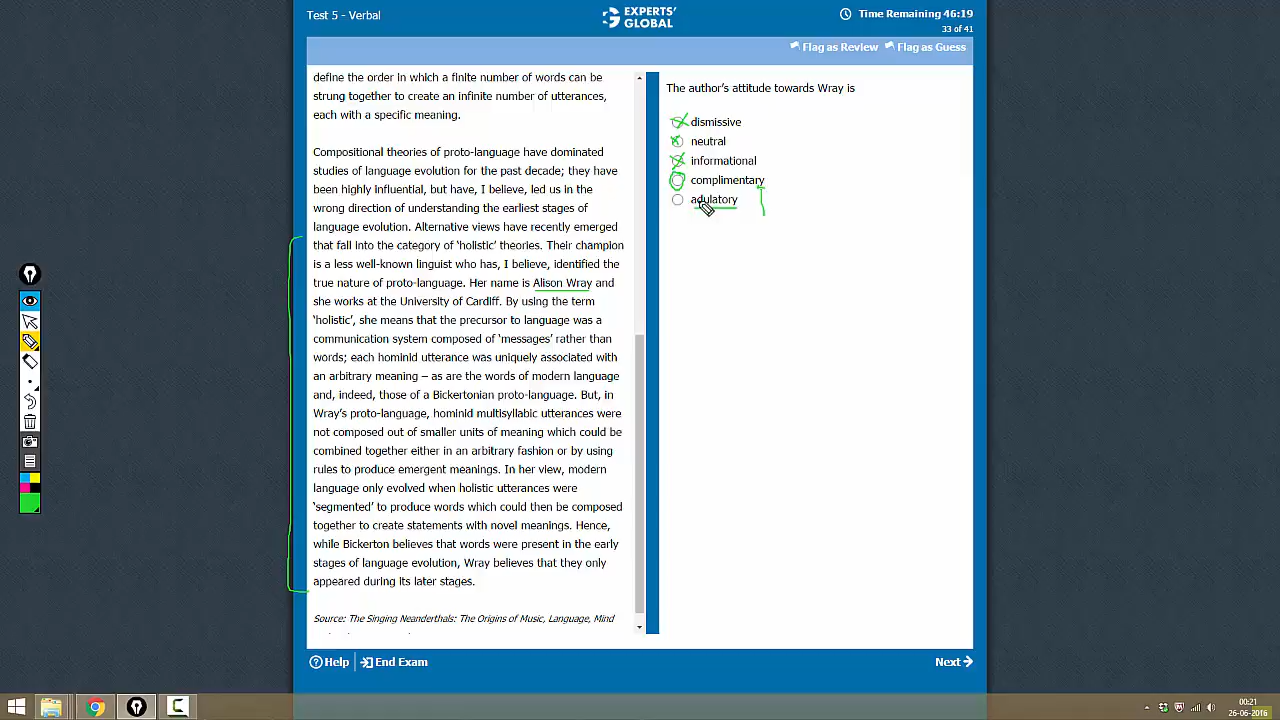 Test 5 - Verbal
EXPERTS'
GLOBAL
Time Remaining 46:19
33 of 41
Flag as Review
Flag as Guess
define the order in which a finite number of words can be
strung together to create an infinite number of utterances,
each with a specific meaning.
Compositional theories of proto-language have dominated
studies of language evolution for the past decade; they have
been highly influential, but have, I believe, led us in the
wrong direction of understanding the earliest stages of
language evolution. Alternative views have recently emerged
that fall into the category of 'holistic' theories. Their champion
is a less well-known linguist who has, I believe, identified the
true nature of proto-language. Her name is Alison Wray and
she works at the University of Cardiff. By using the term
'holistic', she means that the precursor to language was a
communication system composed of 'messages' rather than
words; each hominid utterance was uniquely associated with
an arbitrary meaning – as are the words of modern language
and, indeed, those of a Bickertonian proto-language. But, in
Wray's proto-language, hominid multisyllabic utterances were
not composed out of smaller units of meaning which could be
combined together either in an arbitrary fashion or by using
rules to produce emergent meanings. In her view, modern
language only evolved when holistic utterances were
'segmented' to produce words which could then be composed
together to create statements with novel meanings. Hence,
while Bickerton believes that words were present in the early
stages of language evolution, Wray believes that they only
appeared during its later stages.
Source: The Singing Neanderthals: The Origins of Music, Language, Mind
The author's attitude towards Wray is
dismissive
neutral
informational
complimentary
adulatory
Help
End Exam
Next
00:21
26-06-2016